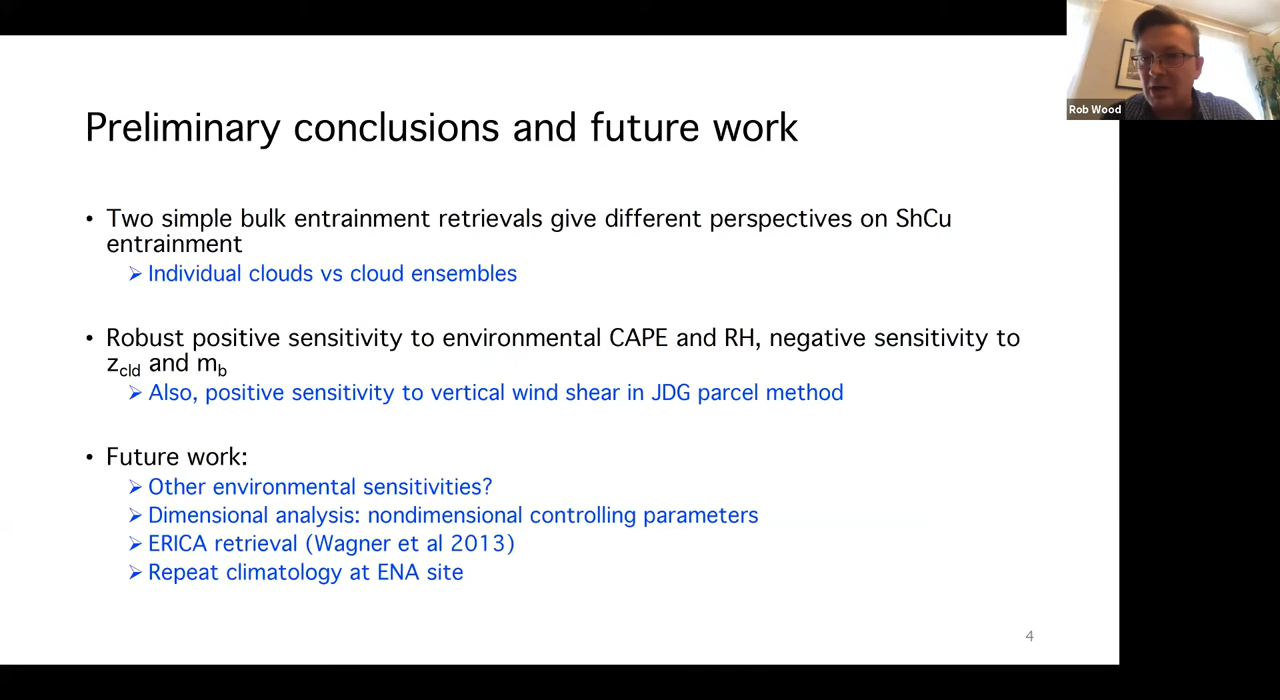 Rob Wood
Preliminary conclusions and future work
• Two simple bulk entrainment retrievals give different perspectives on ShCu
entrainment
➢ Individual clouds vs cloud ensembles
• Robust positive sensitivity to environmental CAPE and RH, negative sensitivity to
z_cld and m_b
➢ Also, positive sensitivity to vertical wind shear in JDG parcel method
• Future work:
➢ Other environmental sensitivities?
➢ Dimensional analysis: nondimensional controlling parameters
➢ ERICA retrieval (Wagner et al 2013)
➢ Repeat climatology at ENA site
4